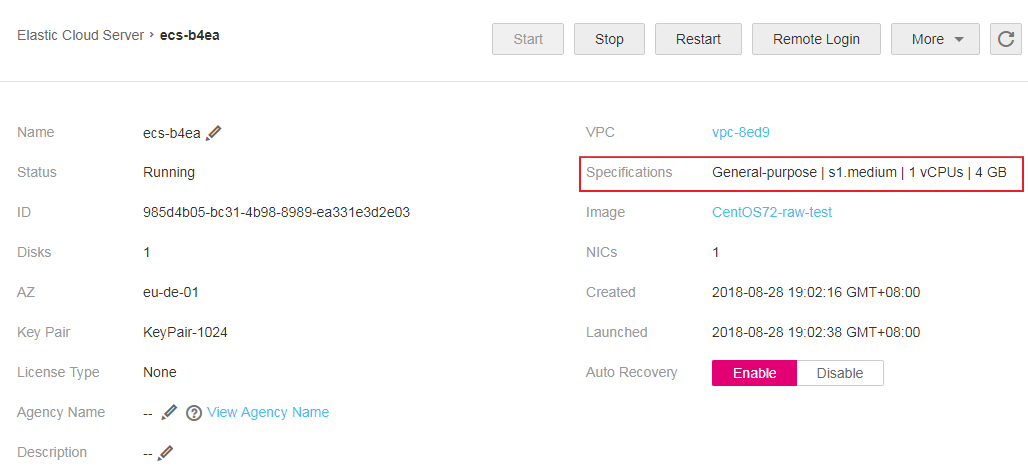 Elastic Cloud Server › ecs-b4ea
Start Stop Restart Remote Login More
Name ecs-b4ea
Status Running
ID 985d4b05-bc31-4b98-8989-ea331e3d2e03
Disks 1
AZ eu-de-01
Key Pair KeyPair-1024
License Type None
Agency Name -- ? View Agency Name
Description --
VPC vpc-8ed9
Specifications General-purpose | s1.medium | 1 vCPUs | 4 GB
Image CentOS72-raw-test
NICs 1
Created 2018-08-28 19:02:16 GMT+08:00
Launched 2018-08-28 19:02:38 GMT+08:00
Auto Recovery Enable Disable